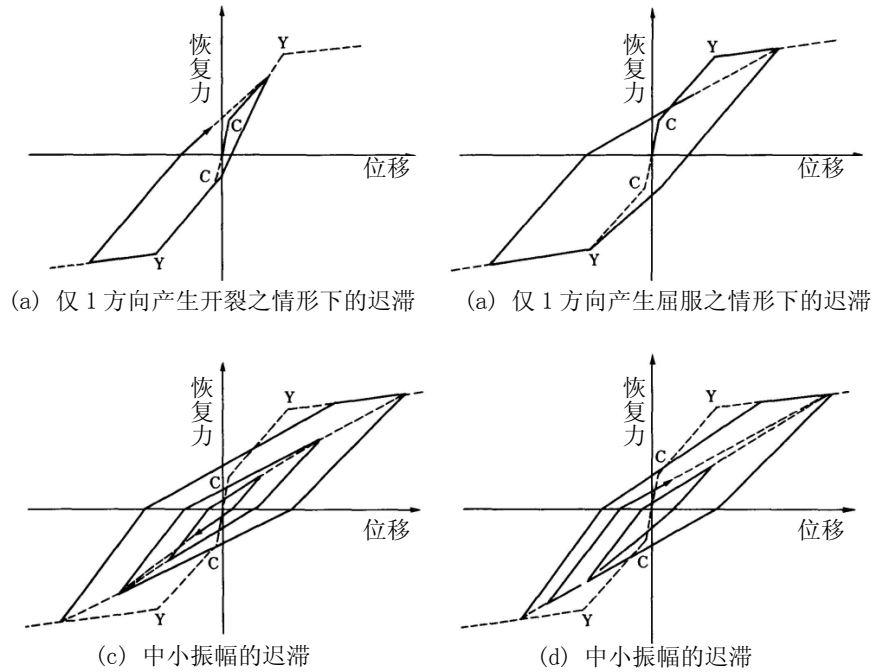 恢复力
Y
C
C
Y
位移
(a) 仅1方向产生开裂之情形下的迟滞
恢复力
Y
C
C
Y
位移
(a) 仅1方向产生屈服之情形下的迟滞
恢复力
Y
C
C
Y
位移
(c) 中小振幅的迟滞
恢复力
Y
C
C
Y
位移
(d) 中小振幅的迟滞